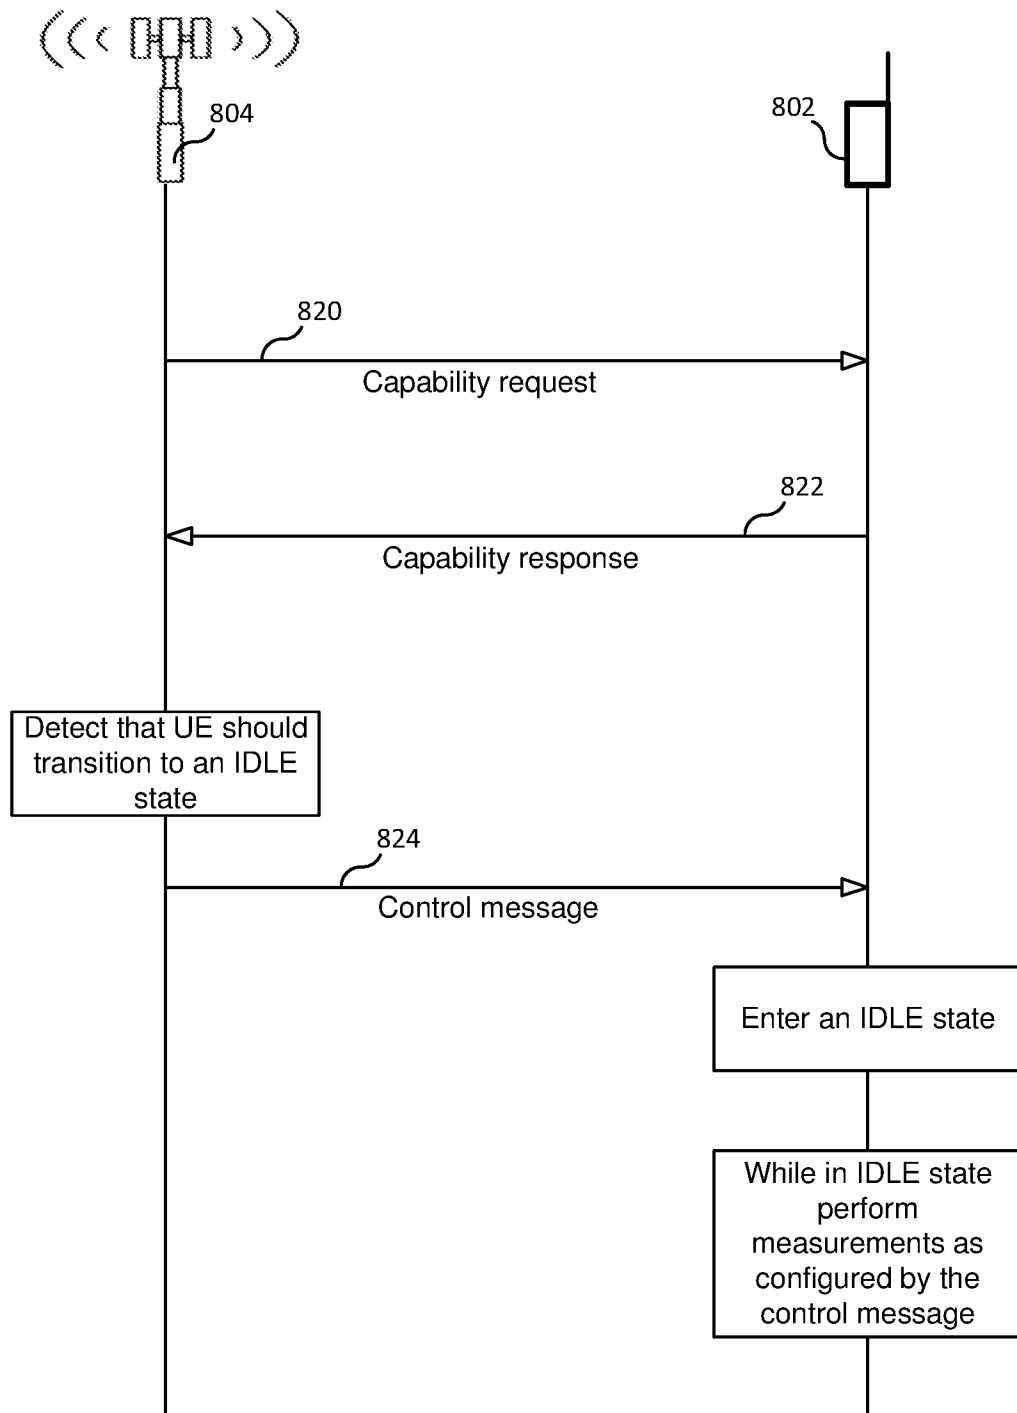 804
802
820
Capability request
822
Capability response
Detect that UE should
transition to an IDLE
state
824
Control message
Enter an IDLE state
While in IDLE state
perform
measurements as
configured by the
control message